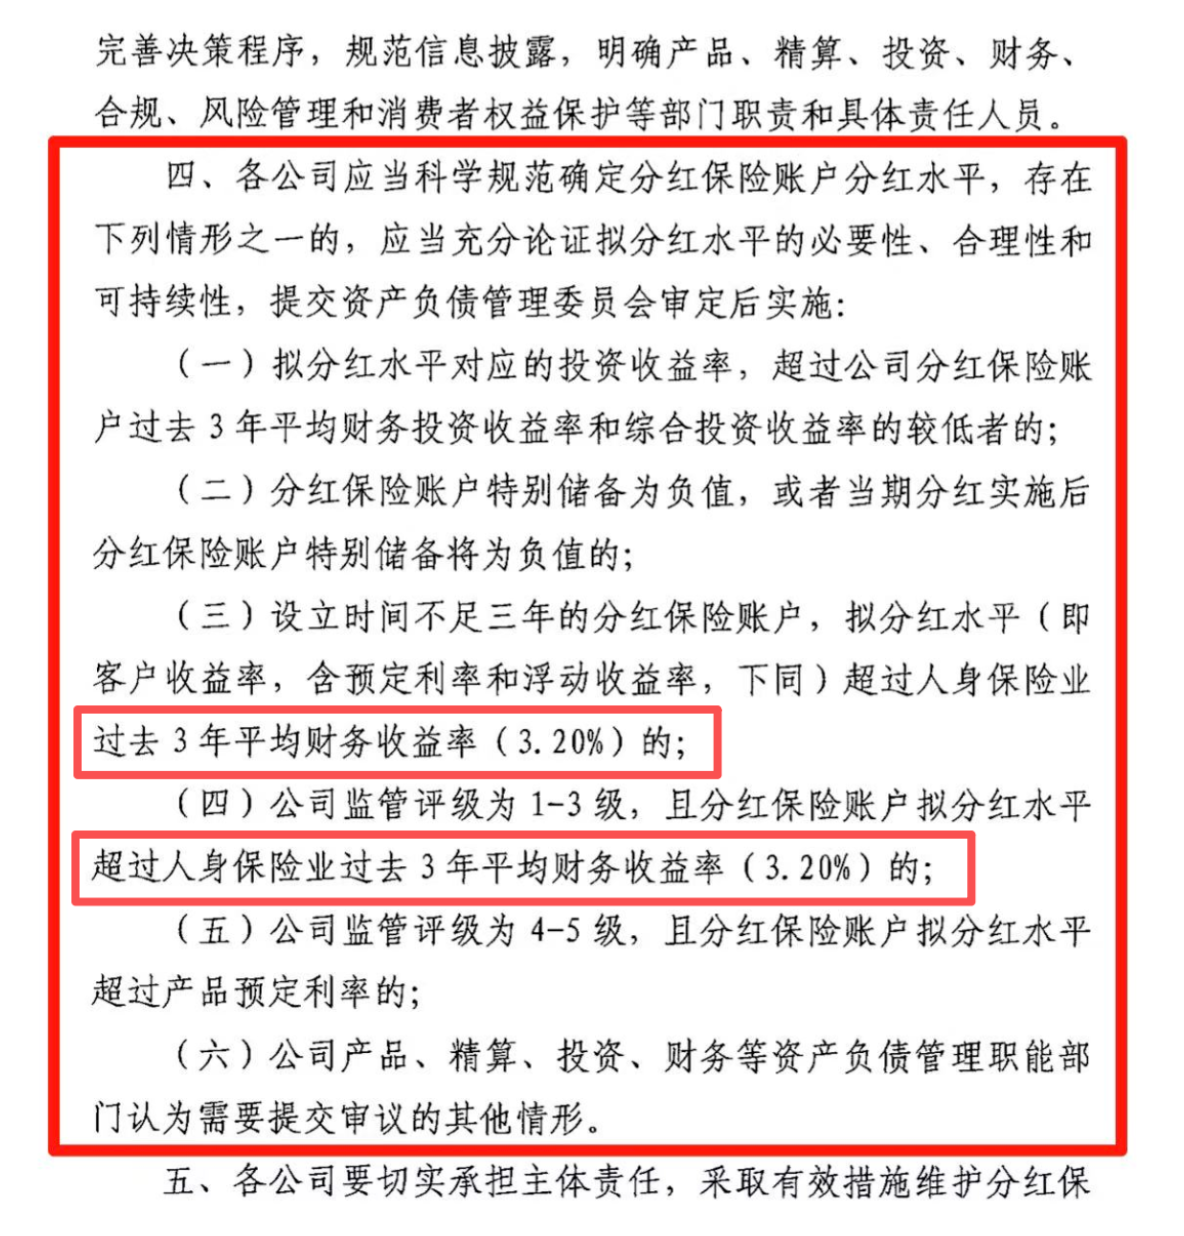 完善决策程序，规范信息披露，明确产品、精算、投资、财务、
合规、风险管理和消费者权益保护等部门职责和具体责任人员。
四、各公司应当科学规范确定分红保险账户分红水平，存在
下列情形之一的，应当充分论证拟分红水平的必要性、合理性和
可持续性，提交资产负债管理委员会审定后实施：
（一）拟分红水平对应的投资收益率，超过公司分红保险账
户过去 3 年平均财务投资收益率和综合投资收益率的较低者的；
（二）分红保险账户特别储备为负值，或者当期分红实施后
分红保险账户特别储备将为负值的；
（三）设立时间不足三年的分红保险账户，拟分红水平（即
客户收益率，含预定利率和浮动收益率，下同）超过人身保险业
过去 3 年平均财务收益率（3.20%）的；
（四）公司监管评级为 1-3 级，且分红保险账户拟分红水平
超过人身保险业过去 3 年平均财务收益率（3.20%）的；
（五）公司监管评级为 4-5 级，且分红保险账户拟分红水平
超过产品预定利率的；
（六）公司产品、精算、投资、财务等资产负债管理职能部
门认为需要提交审议的其他情形。
五、各公司要切实承担主体责任，采取有效措施维护分红保